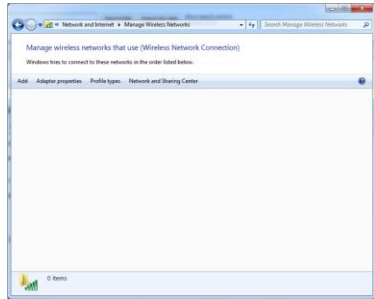 « Network and Internet ▸ Manage Wireless Networks
Search Manage Wireless Networks
Manage wireless networks that use (Wireless Network Connection)
Windows tries to connect to these networks in the order listed below.
Add Adapter properties Profile types Network and Sharing Center
0 items